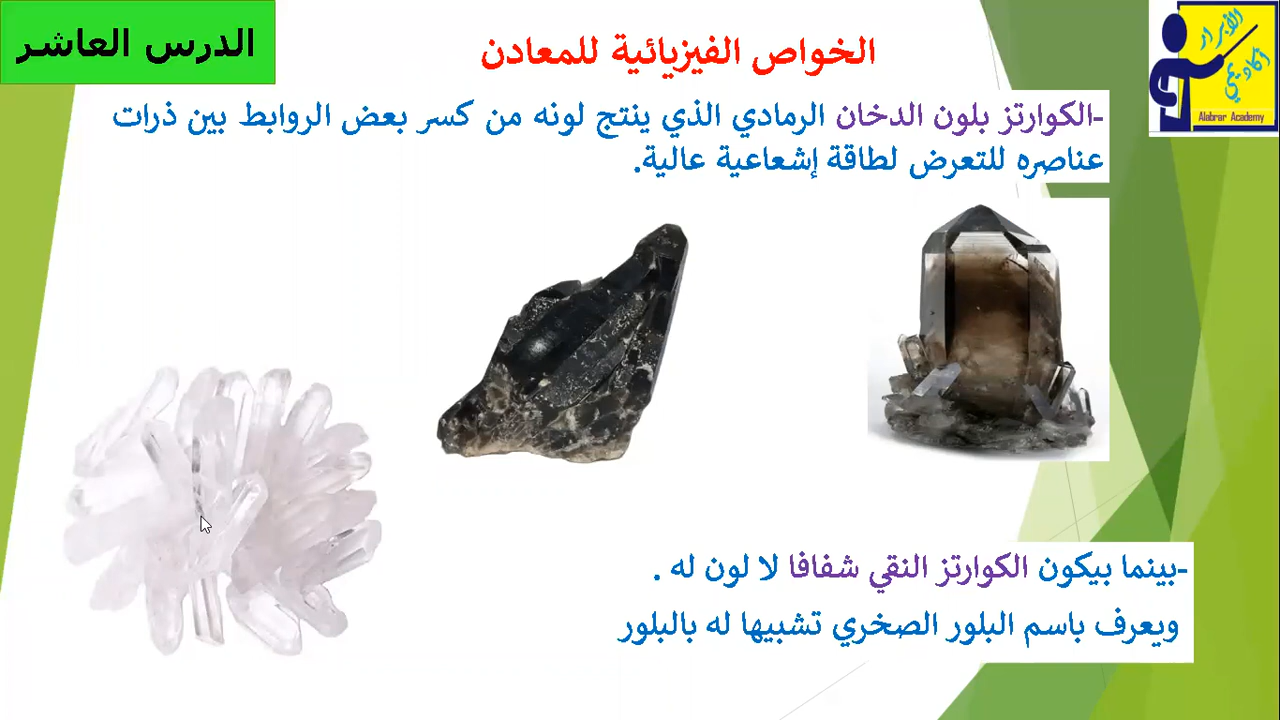 الدرس العاشر
الخواص الفيزيائية للمعادن
الأبرار
أكاديمي
Alabrar Academy
-الكوارتز بلون الدخان الرمادي الذي ينتج لونه من كسر بعض الروابط بين ذرات
عناصره للتعرض لطاقة إشعاعية عالية.
-بينما بيكون الكوارتز النقي شفافا لا لون له .
ويعرف باسم البلور الصخري تشبيها له بالبلور